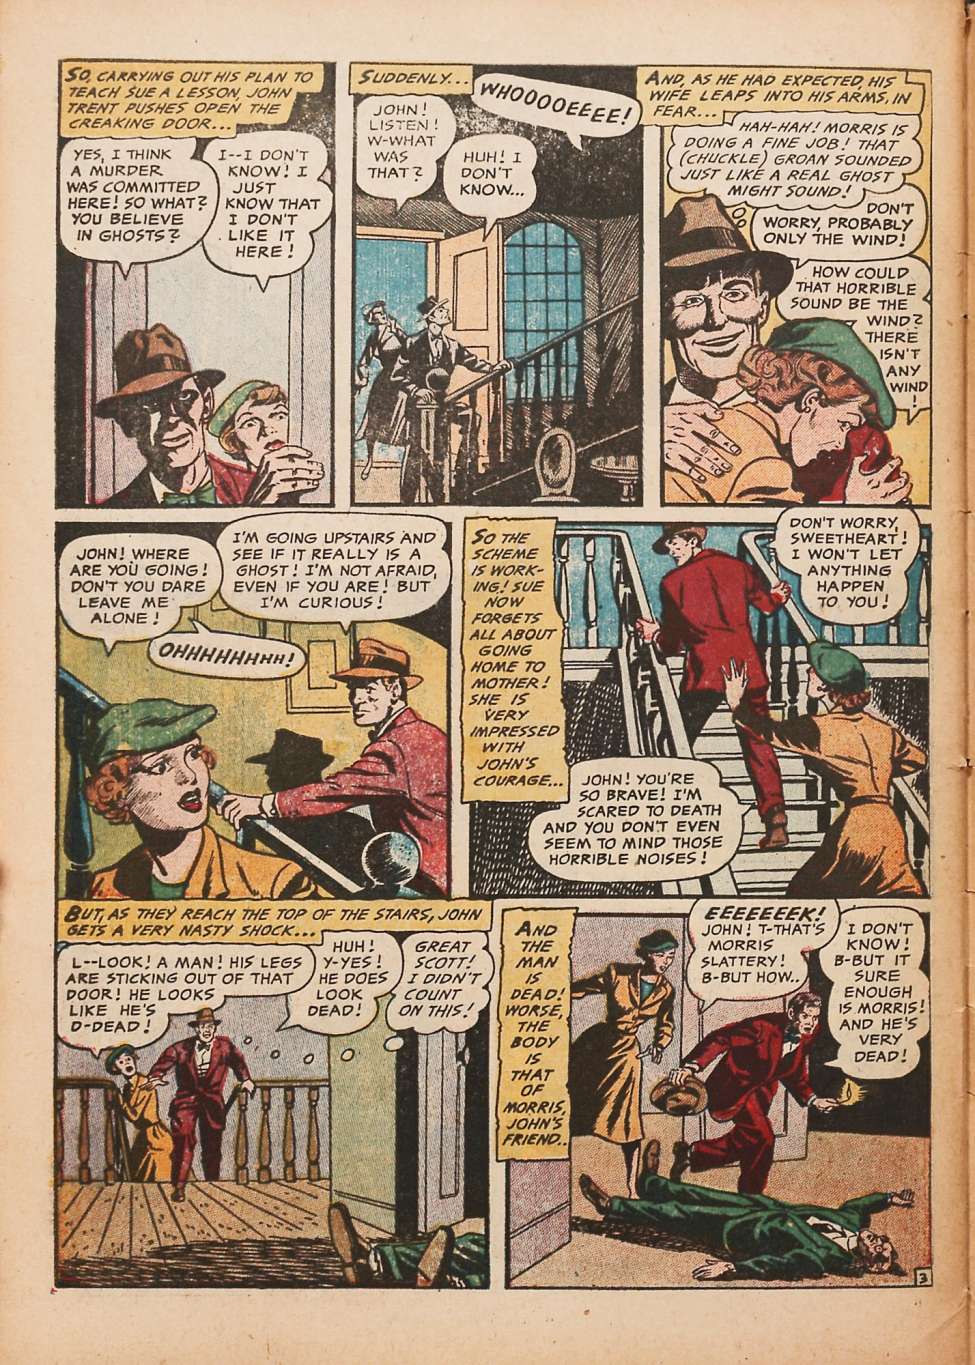 SO, CARRYING OUT HIS PLAN TO
TEACH SUE A LESSON, JOHN
TRENT PUSHES OPEN THE
CREAKING DOOR...
YES, I THINK
A MURDER
WAS COMMITTED
HERE! SO WHAT?
YOU BELIEVE
IN GHOSTS?
I--I DON'T
KNOW! I
JUST
KNOW THAT
I DON'T
LIKE IT
HERE!
SUDDENLY...
JOHN!
LISTEN!
W-WHAT
WAS
THAT?
WHOOOOEEEE!
HUH! I
DON'T
KNOW...
AND, AS HE HAD EXPECTED, HIS
WIFE LEAPS INTO HIS ARMS, IN
FEAR...
HAH-HAH! MORRIS IS
DOING A FINE JOB! THAT
(CHUCKLE) GROAN SOUNDED
JUST LIKE A REAL GHOST
MIGHT SOUND!
DON'T
WORRY, PROBABLY
ONLY THE WIND!
HOW COULD
THAT HORRIBLE
SOUND BE THE
WIND?
THERE
ISN'T
ANY
WIND
!
JOHN! WHERE
ARE YOU GOING!
DON'T YOU DARE
LEAVE ME
ALONE!
OHHHHHHHH!
I'M GOING UPSTAIRS AND
SEE IF IT REALLY IS A
GHOST! I'M NOT AFRAID,
EVEN IF YOU ARE! BUT
I'M CURIOUS!
SO THE
SCHEME
IS WORK-
ING! SUE
NOW
FORGETS
ALL ABOUT
GOING
HOME TO
MOTHER!
SHE IS
VERY
IMPRESSED
WITH
JOHN'S
COURAGE...
DON'T WORRY,
SWEETHEART!
I WON'T LET
ANYTHING
HAPPEN
TO YOU!
JOHN! YOU'RE
SO BRAVE! I'M
SCARED TO DEATH
AND YOU DON'T EVEN
SEEM TO MIND THOSE
HORRIBLE NOISES!
BUT, AS THEY REACH THE TOP OF THE STAIRS, JOHN
GETS A VERY NASTY SHOCK...
L--LOOK! A MAN! HIS LEGS
ARE STICKING OUT OF THAT
DOOR! HE LOOKS
LIKE HE'S
D-DEAD!
HUH!
Y-YES!
HE DOES
LOOK
DEAD!
GREAT
SCOTT!
I DIDN'T
COUNT
ON THIS!
AND
THE
MAN
IS
DEAD!
WORSE,
THE
BODY
IS
THAT
OF
MORRIS,
JOHN'S
FRIEND..
EEEEEEEK!
JOHN! T-THAT'S
MORRIS
SLATTERY!
B-BUT HOW..
I DON'T
KNOW!
B-BUT IT
SURE
ENOUGH
IS MORRIS!
AND HE'S
VERY
DEAD!
3